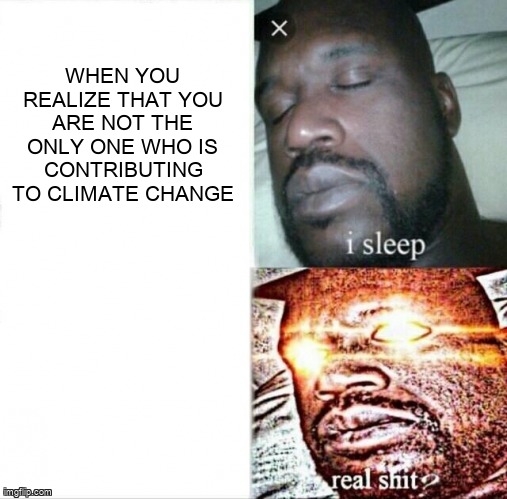 WHEN YOU
REALIZE THAT YOU
ARE NOT THE
ONLY ONE WHO IS
CONTRIBUTING
TO CLIMATE CHANGE
i sleep
real shit?
imgflip.com